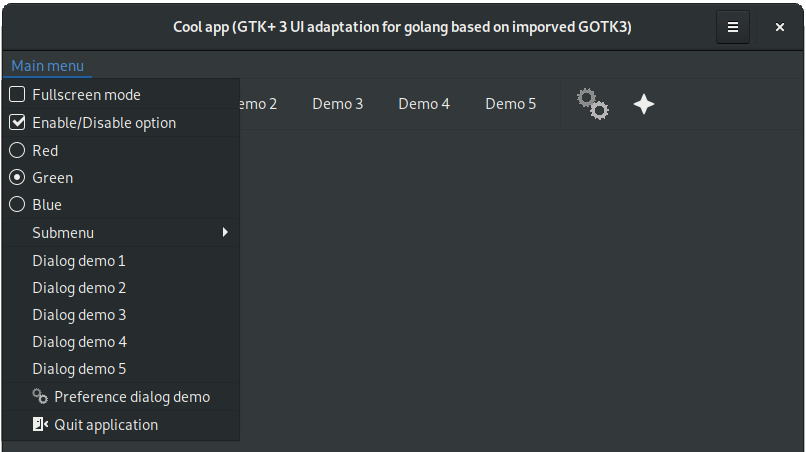 Cool app (GTK+ 3 UI adaptation for golang based on imporved GOTK3)
Main menu
emo 2 Demo 3 Demo 4 Demo 5
Fullscreen mode
Enable/Disable option
Red
Green
Blue
Submenu
Dialog demo 1
Dialog demo 2
Dialog demo 3
Dialog demo 4
Dialog demo 5
Preference dialog demo
Quit application